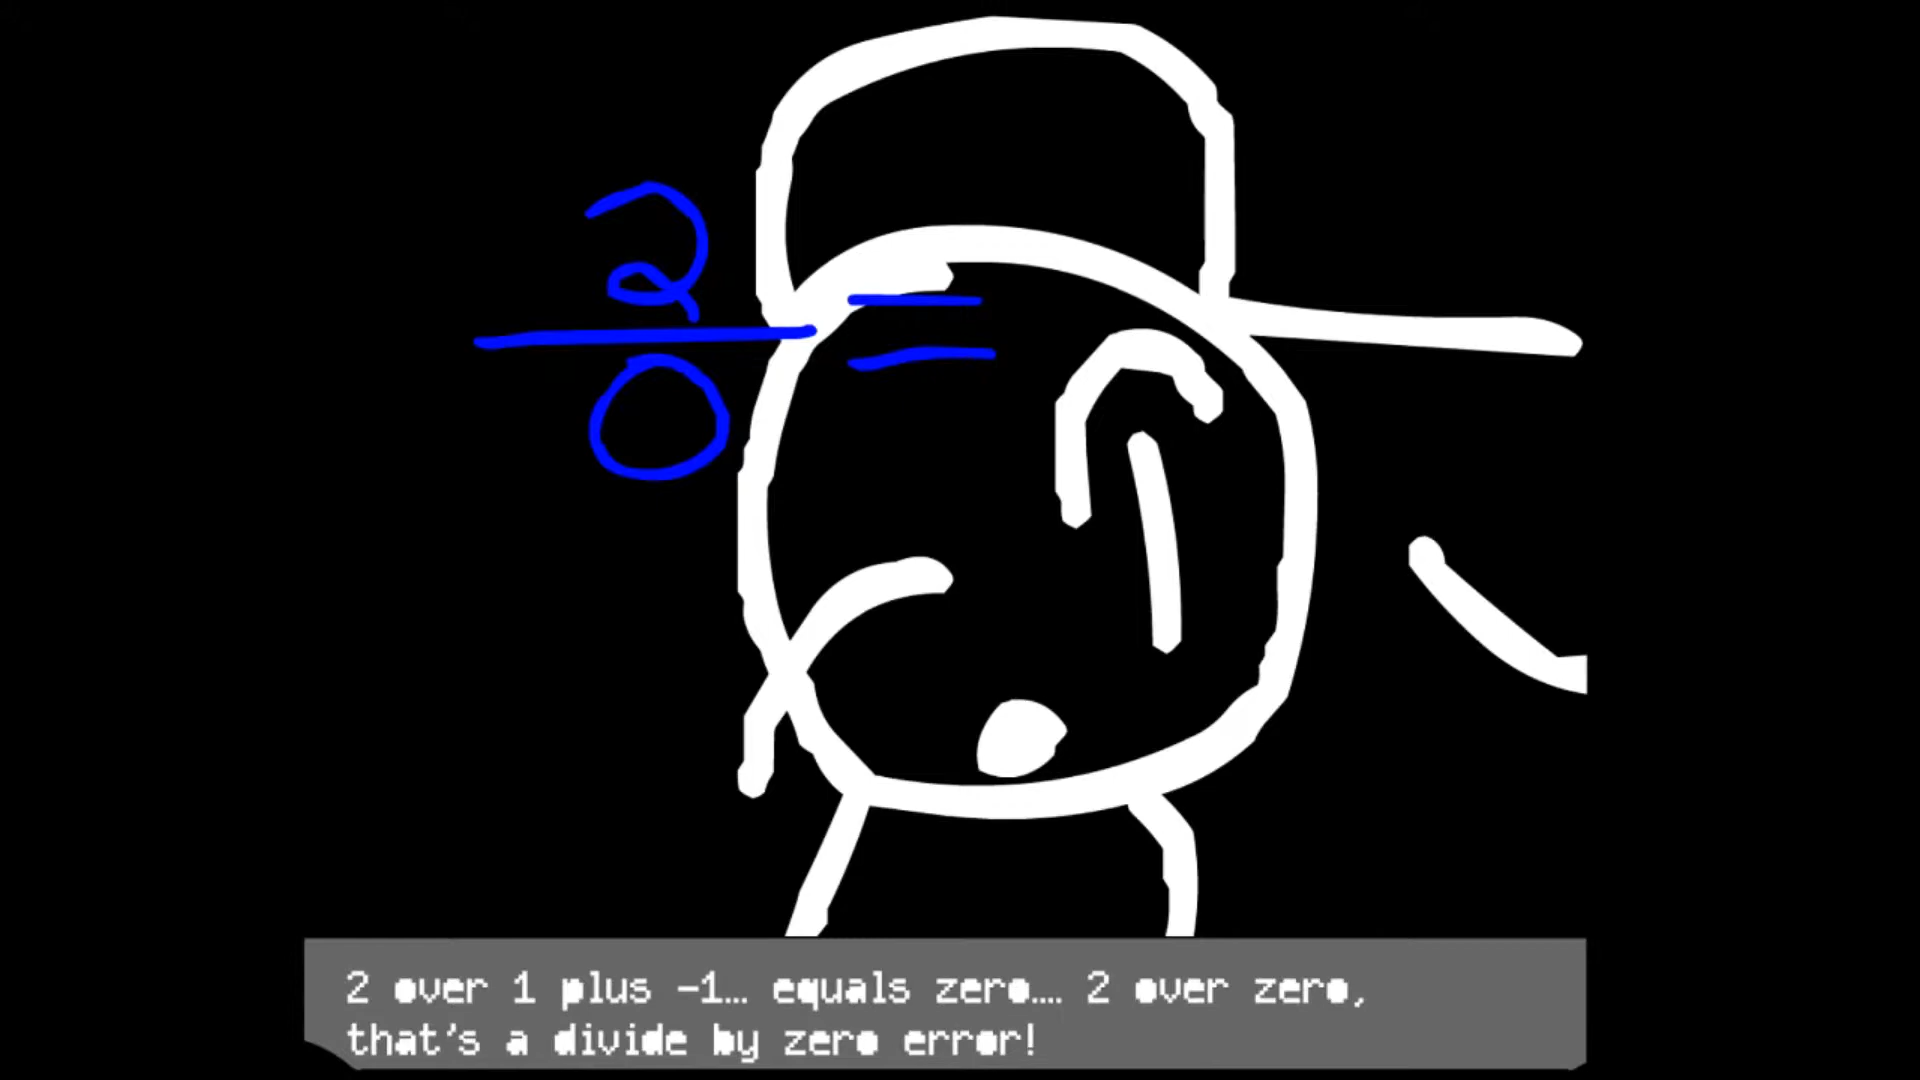 2
0
=
2 over 1 plus -1... equals zero.... 2 over zero,
that's a divide by zero error!